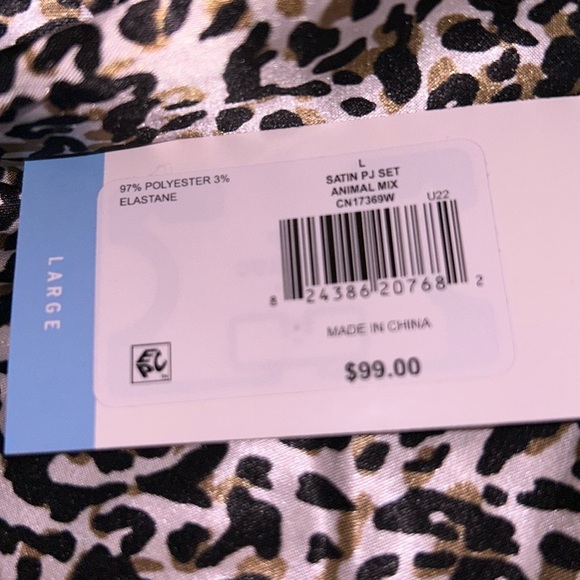 L
SATIN PJ SET
ANIMAL MIX
CN17369W
U22
97% POLYESTER 3%
ELASTANE
8 24386 20768 2
MADE IN CHINA
$99.00
LARGE
EPC